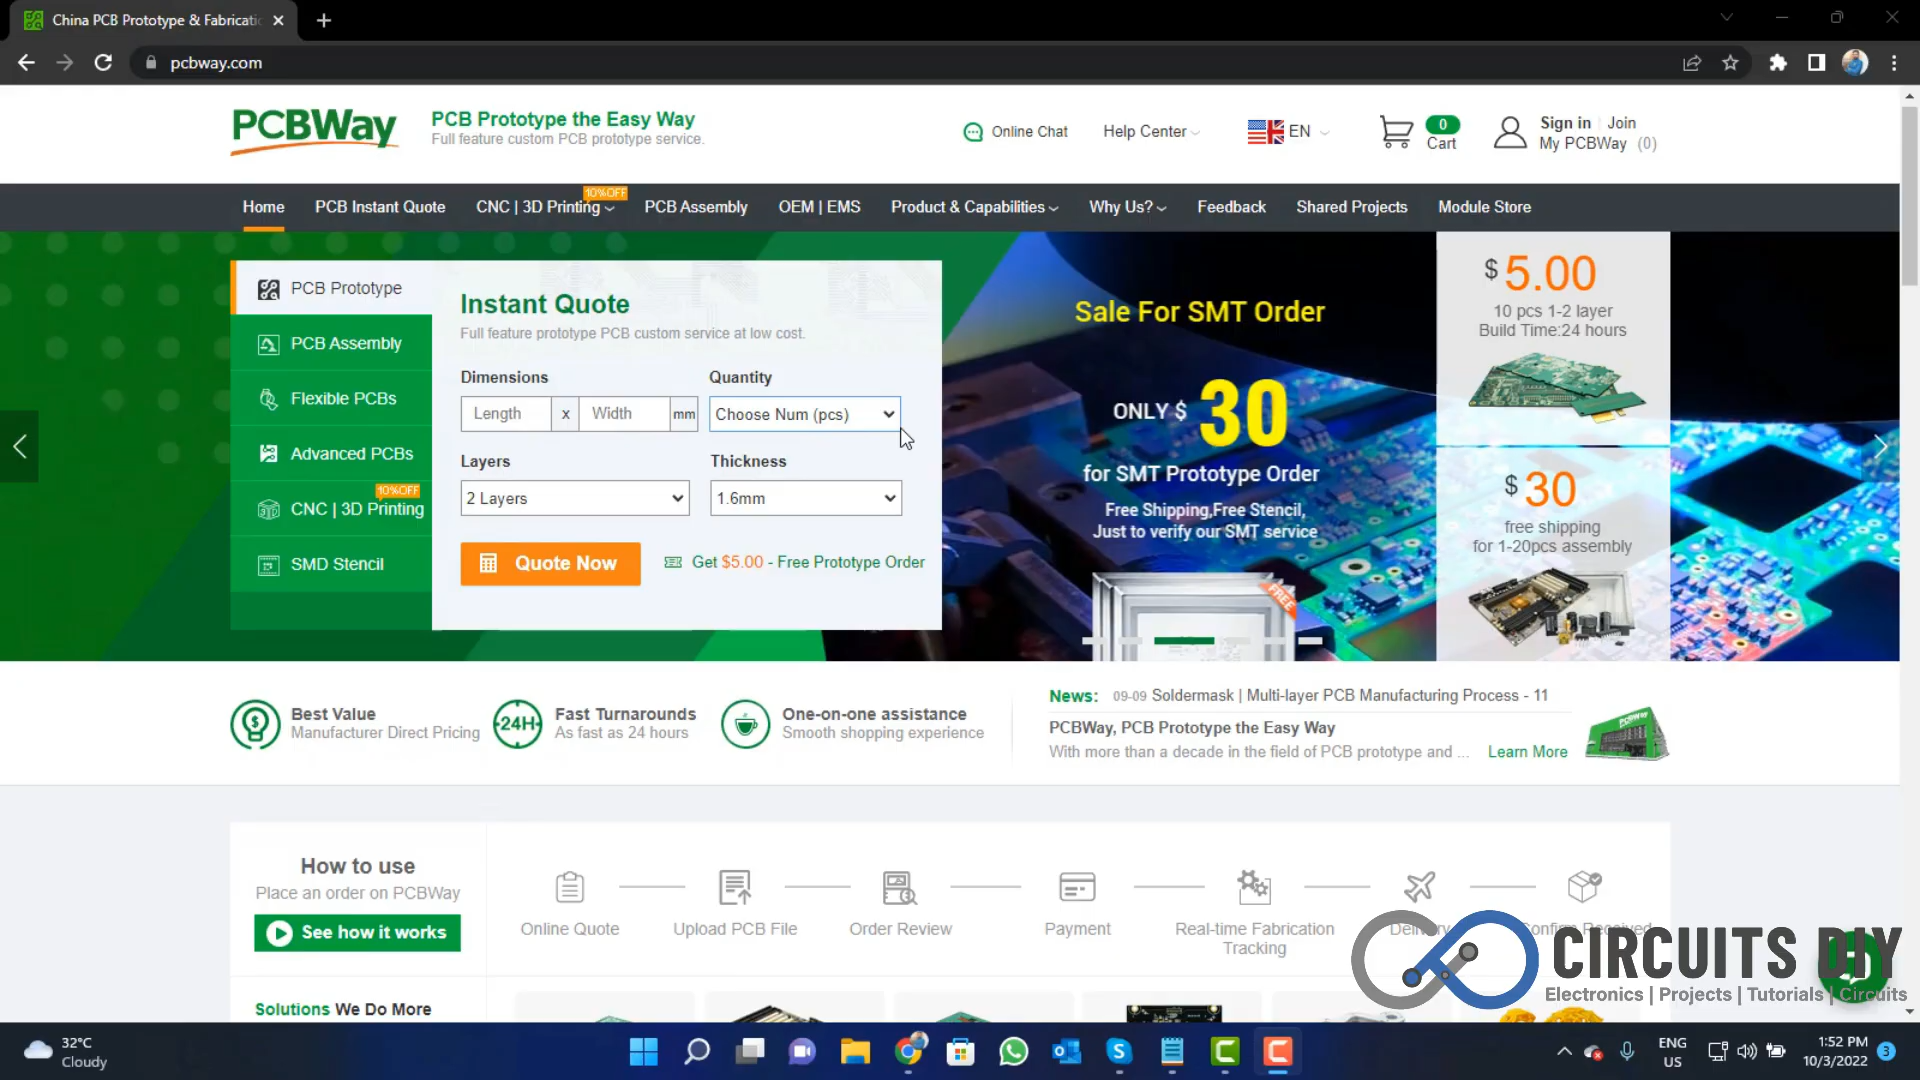 China PCB Prototype & Fabricatio
pcbway.com
PCBWay
PCB Prototype the Easy Way
Full feature custom PCB prototype service.
Online Chat
Help Center
EN
0
Cart
Sign in | Join
My PCBWay (0)
Home
PCB Instant Quote
CNC | 3D Printing
10%OFF
PCB Assembly
OEM | EMS
Product & Capabilities
Why Us?
Feedback
Shared Projects
Module Store
PCB Prototype
PCB Assembly
Flexible PCBs
Advanced PCBs
10%OFF
CNC | 3D Printing
SMD Stencil
Instant Quote
Full feature prototype PCB custom service at low cost.
Dimensions
Quantity
Length x Width mm
Choose Num (pcs)
Layers
Thickness
2 Layers
1.6mm
Quote Now
Get $5.00 - Free Prototype Order
Sale For SMT Order
ONLY $ 30
for SMT Prototype Order
Free Shipping,Free Stencil,
Just to verify our SMT service
FREE
$ 5.00
10 pcs 1-2 layer
Build Time:24 hours
$ 30
free shipping
for 1-20pcs assembly
Best Value
Manufacturer Direct Pricing
24H
Fast Turnarounds
As fast as 24 hours
One-on-one assistance
Smooth shopping experience
News: 09-09 Soldermask | Multi-layer PCB Manufacturing Process - 11
PCBWay, PCB Prototype the Easy Way
With more than a decade in the field of PCB prototype and ... Learn More
PCBWay
How to use
Place an order on PCBWay
See how it works
Online Quote
Upload PCB File
Order Review
Payment
Real-time Fabrication
Tracking
Delivery
Confirm Received
Solutions We Do More
CIRCUITS DIY
Electronics | Projects | Tutorials | Circuits
32°C
Cloudy
ENG
US
1:52 PM
10/3/2022
3